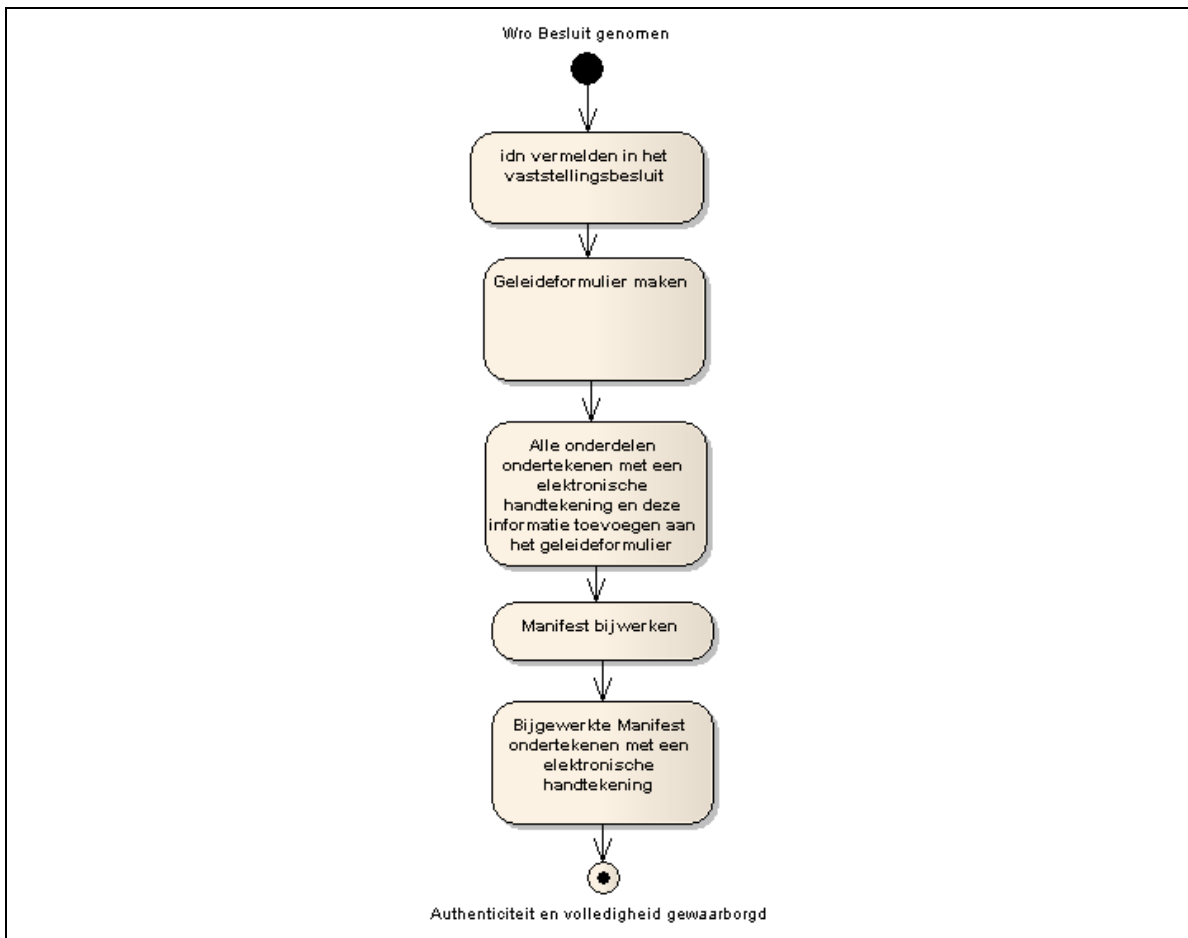 Wro Besluit genomen
idn vermelden in het
vaststellingsbesluit
Geleideformulier maken
Alle onderdelen
ondertekenen met een
elektronische
handtekening en deze
informatie toevoegen aan
het geleideformulier
Manifest bijwerken
Bijgewerkte Manifest
ondertekenen met een
elektronische
handtekening
Authenticiteit en volledigheid gewaarborgd